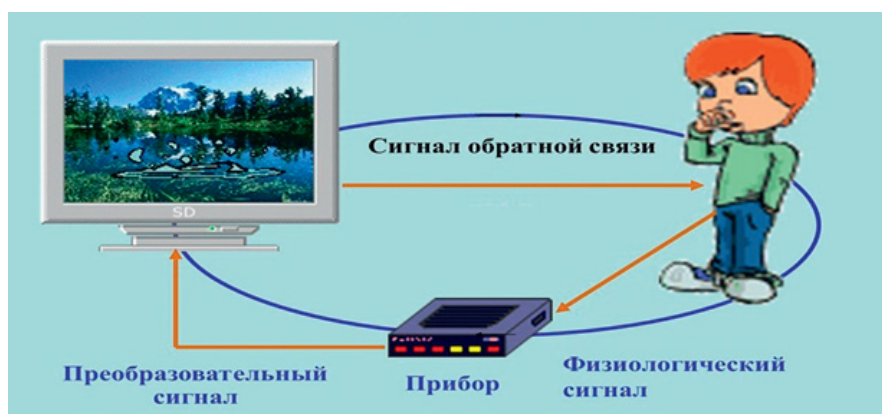 Сигнал обратной связи
SD
Преобразовательный
сигнал
Прибор
Физиологический
сигнал